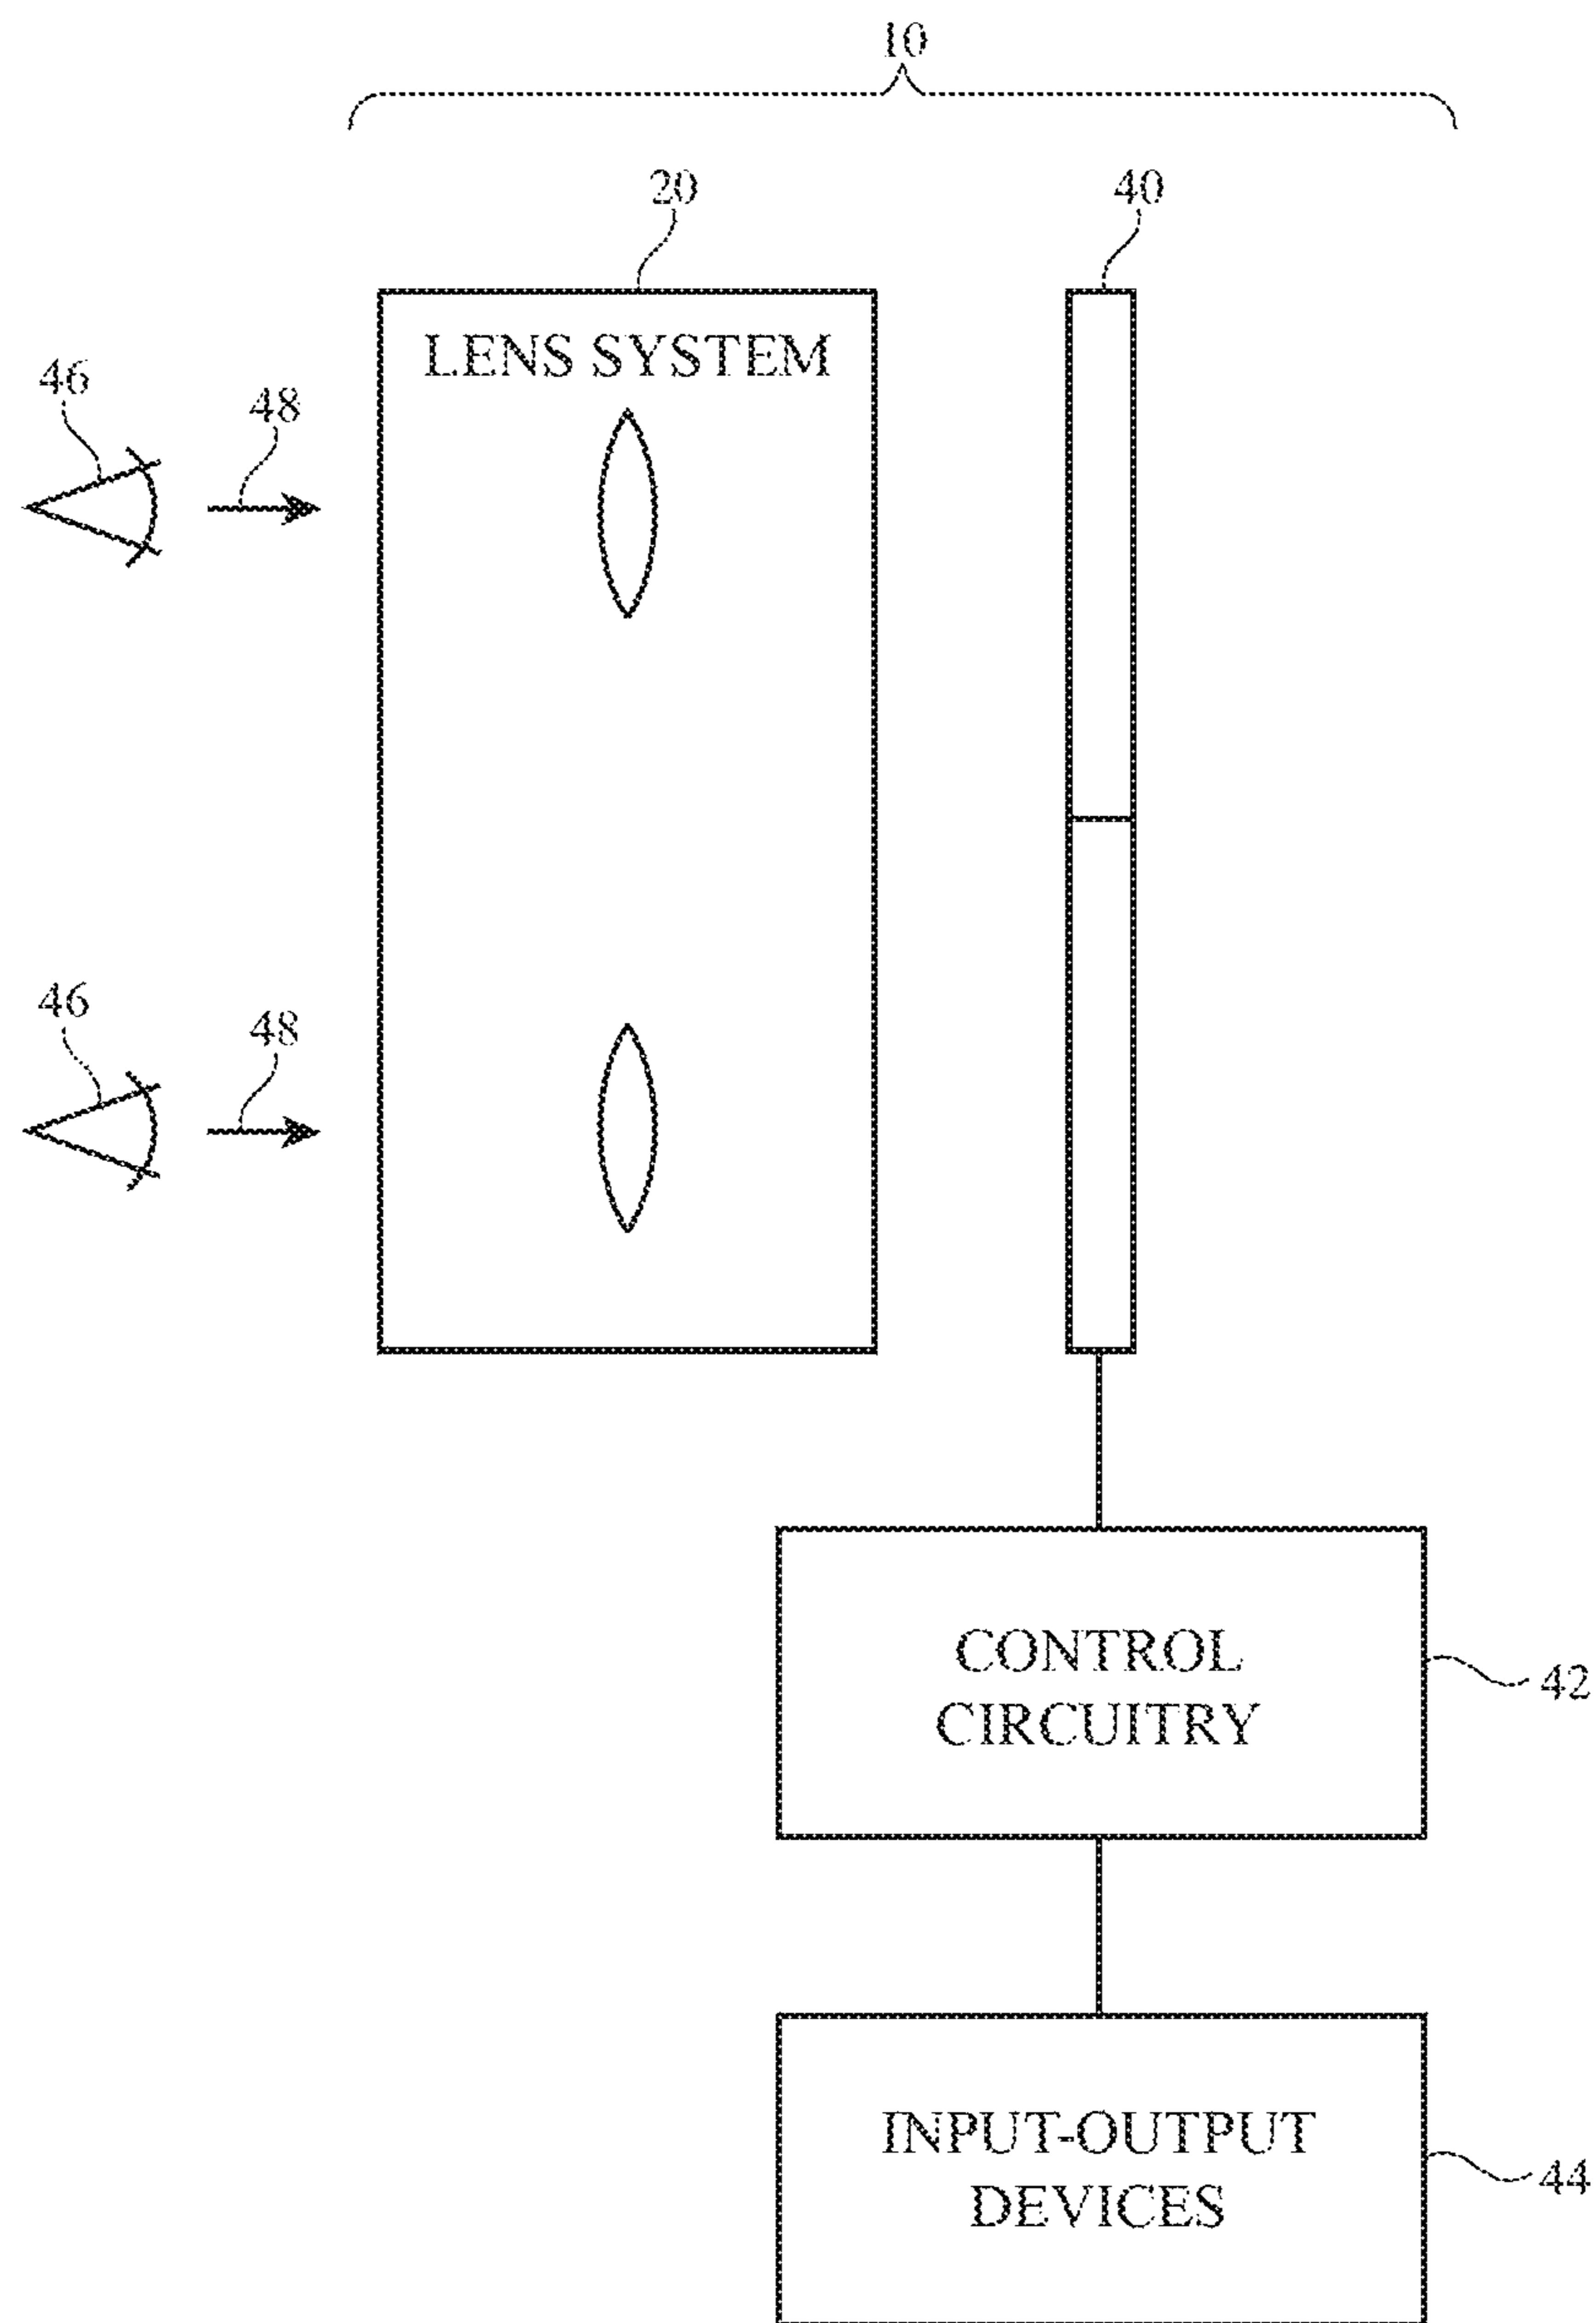 10
20
40
LENS SYSTEM
46
48
46
48
CONTROL
CIRCUITRY
42
INPUT-OUTPUT
DEVICES
44